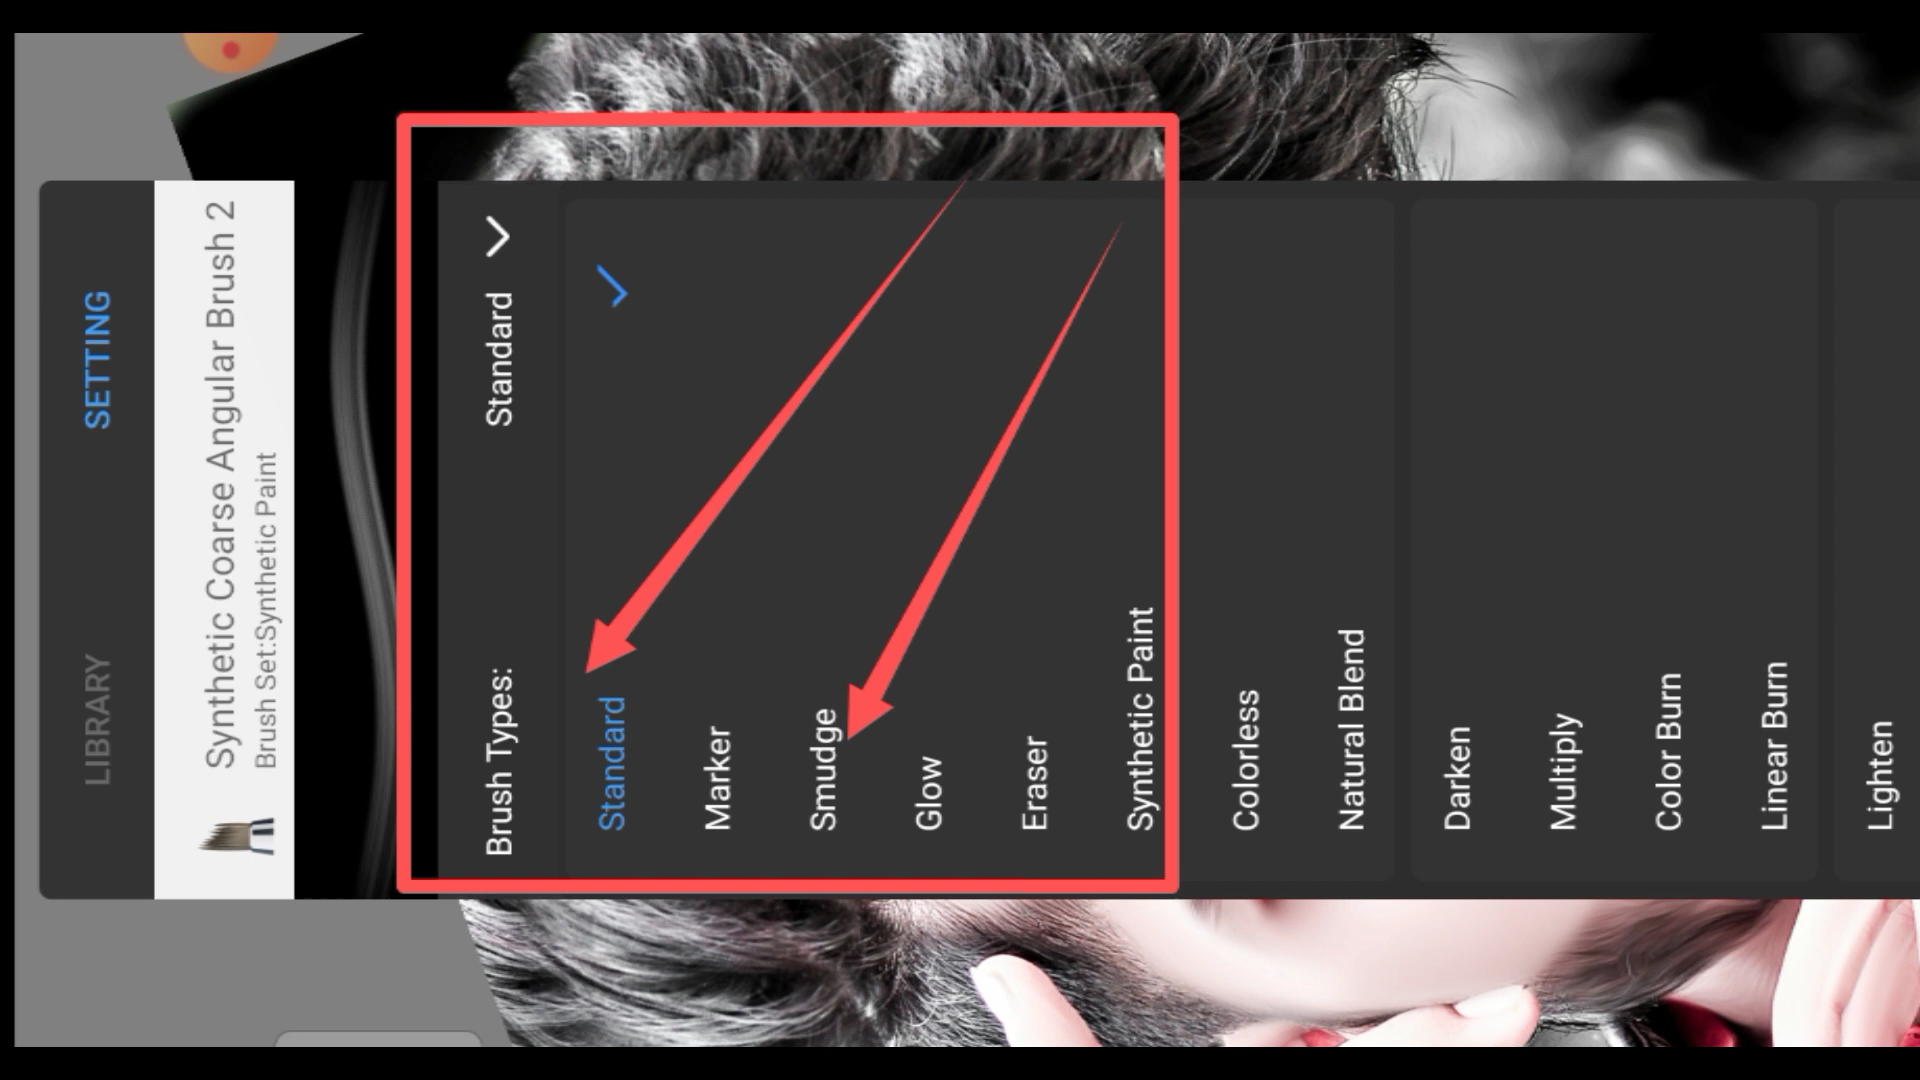 LIBRARY SETTING
Synthetic Coarse Angular Brush 2
Brush Set:Synthetic Paint
Brush Types: Standard
Standard
Marker
Smudge
Glow
Eraser
Synthetic Paint
Colorless
Natural Blend
Darken
Multiply
Color Burn
Linear Burn
Lighten